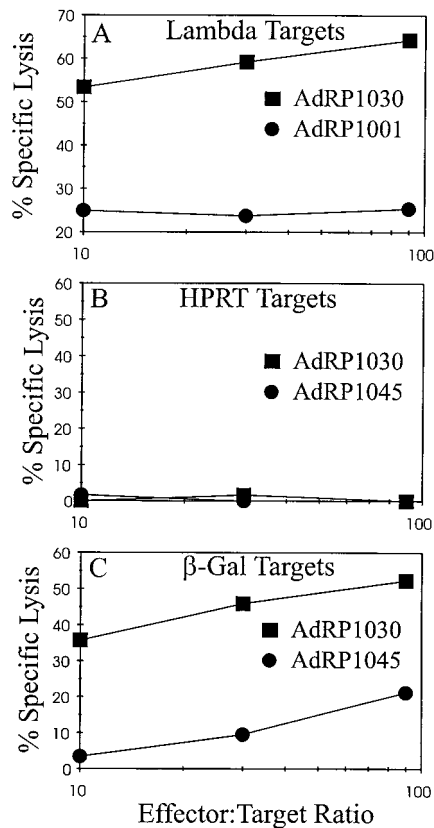 A Lambda Targets
70
60
50
40
30
20
10 100
AdRP1030
AdRP1001
% Specific Lysis
B HPRT Targets
60
50
40
30
20
10
0
10 100
AdRP1030
AdRP1045
% Specific Lysis
C β-Gal Targets
60
50
40
30
20
10
0
10 100
AdRP1030
AdRP1045
% Specific Lysis
Effector:Target Ratio